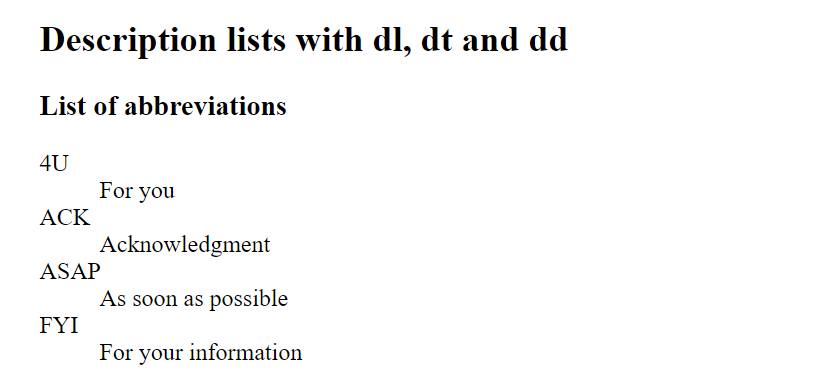 Description lists with dl, dt and dd
List of abbreviations
4U
For you
ACK
Acknowledgment
ASAP
As soon as possible
FYI
For your information